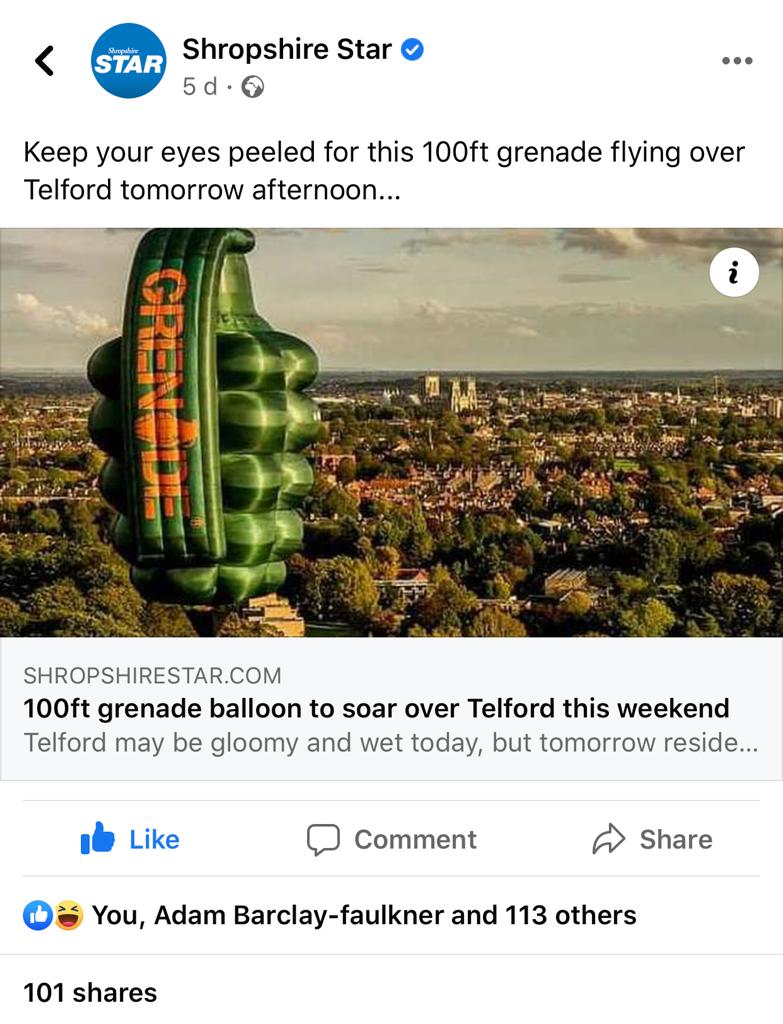 Shropshire
STAR
Shropshire Star
5 d ·
Keep your eyes peeled for this 100ft grenade flying over
Telford tomorrow afternoon...
i
GRENADE
®
SHROPSHIRESTAR.COM
100ft grenade balloon to soar over Telford this weekend
Telford may be gloomy and wet today, but tomorrow reside...
Like
Comment
Share
You, Adam Barclay-faulkner and 113 others
101 shares